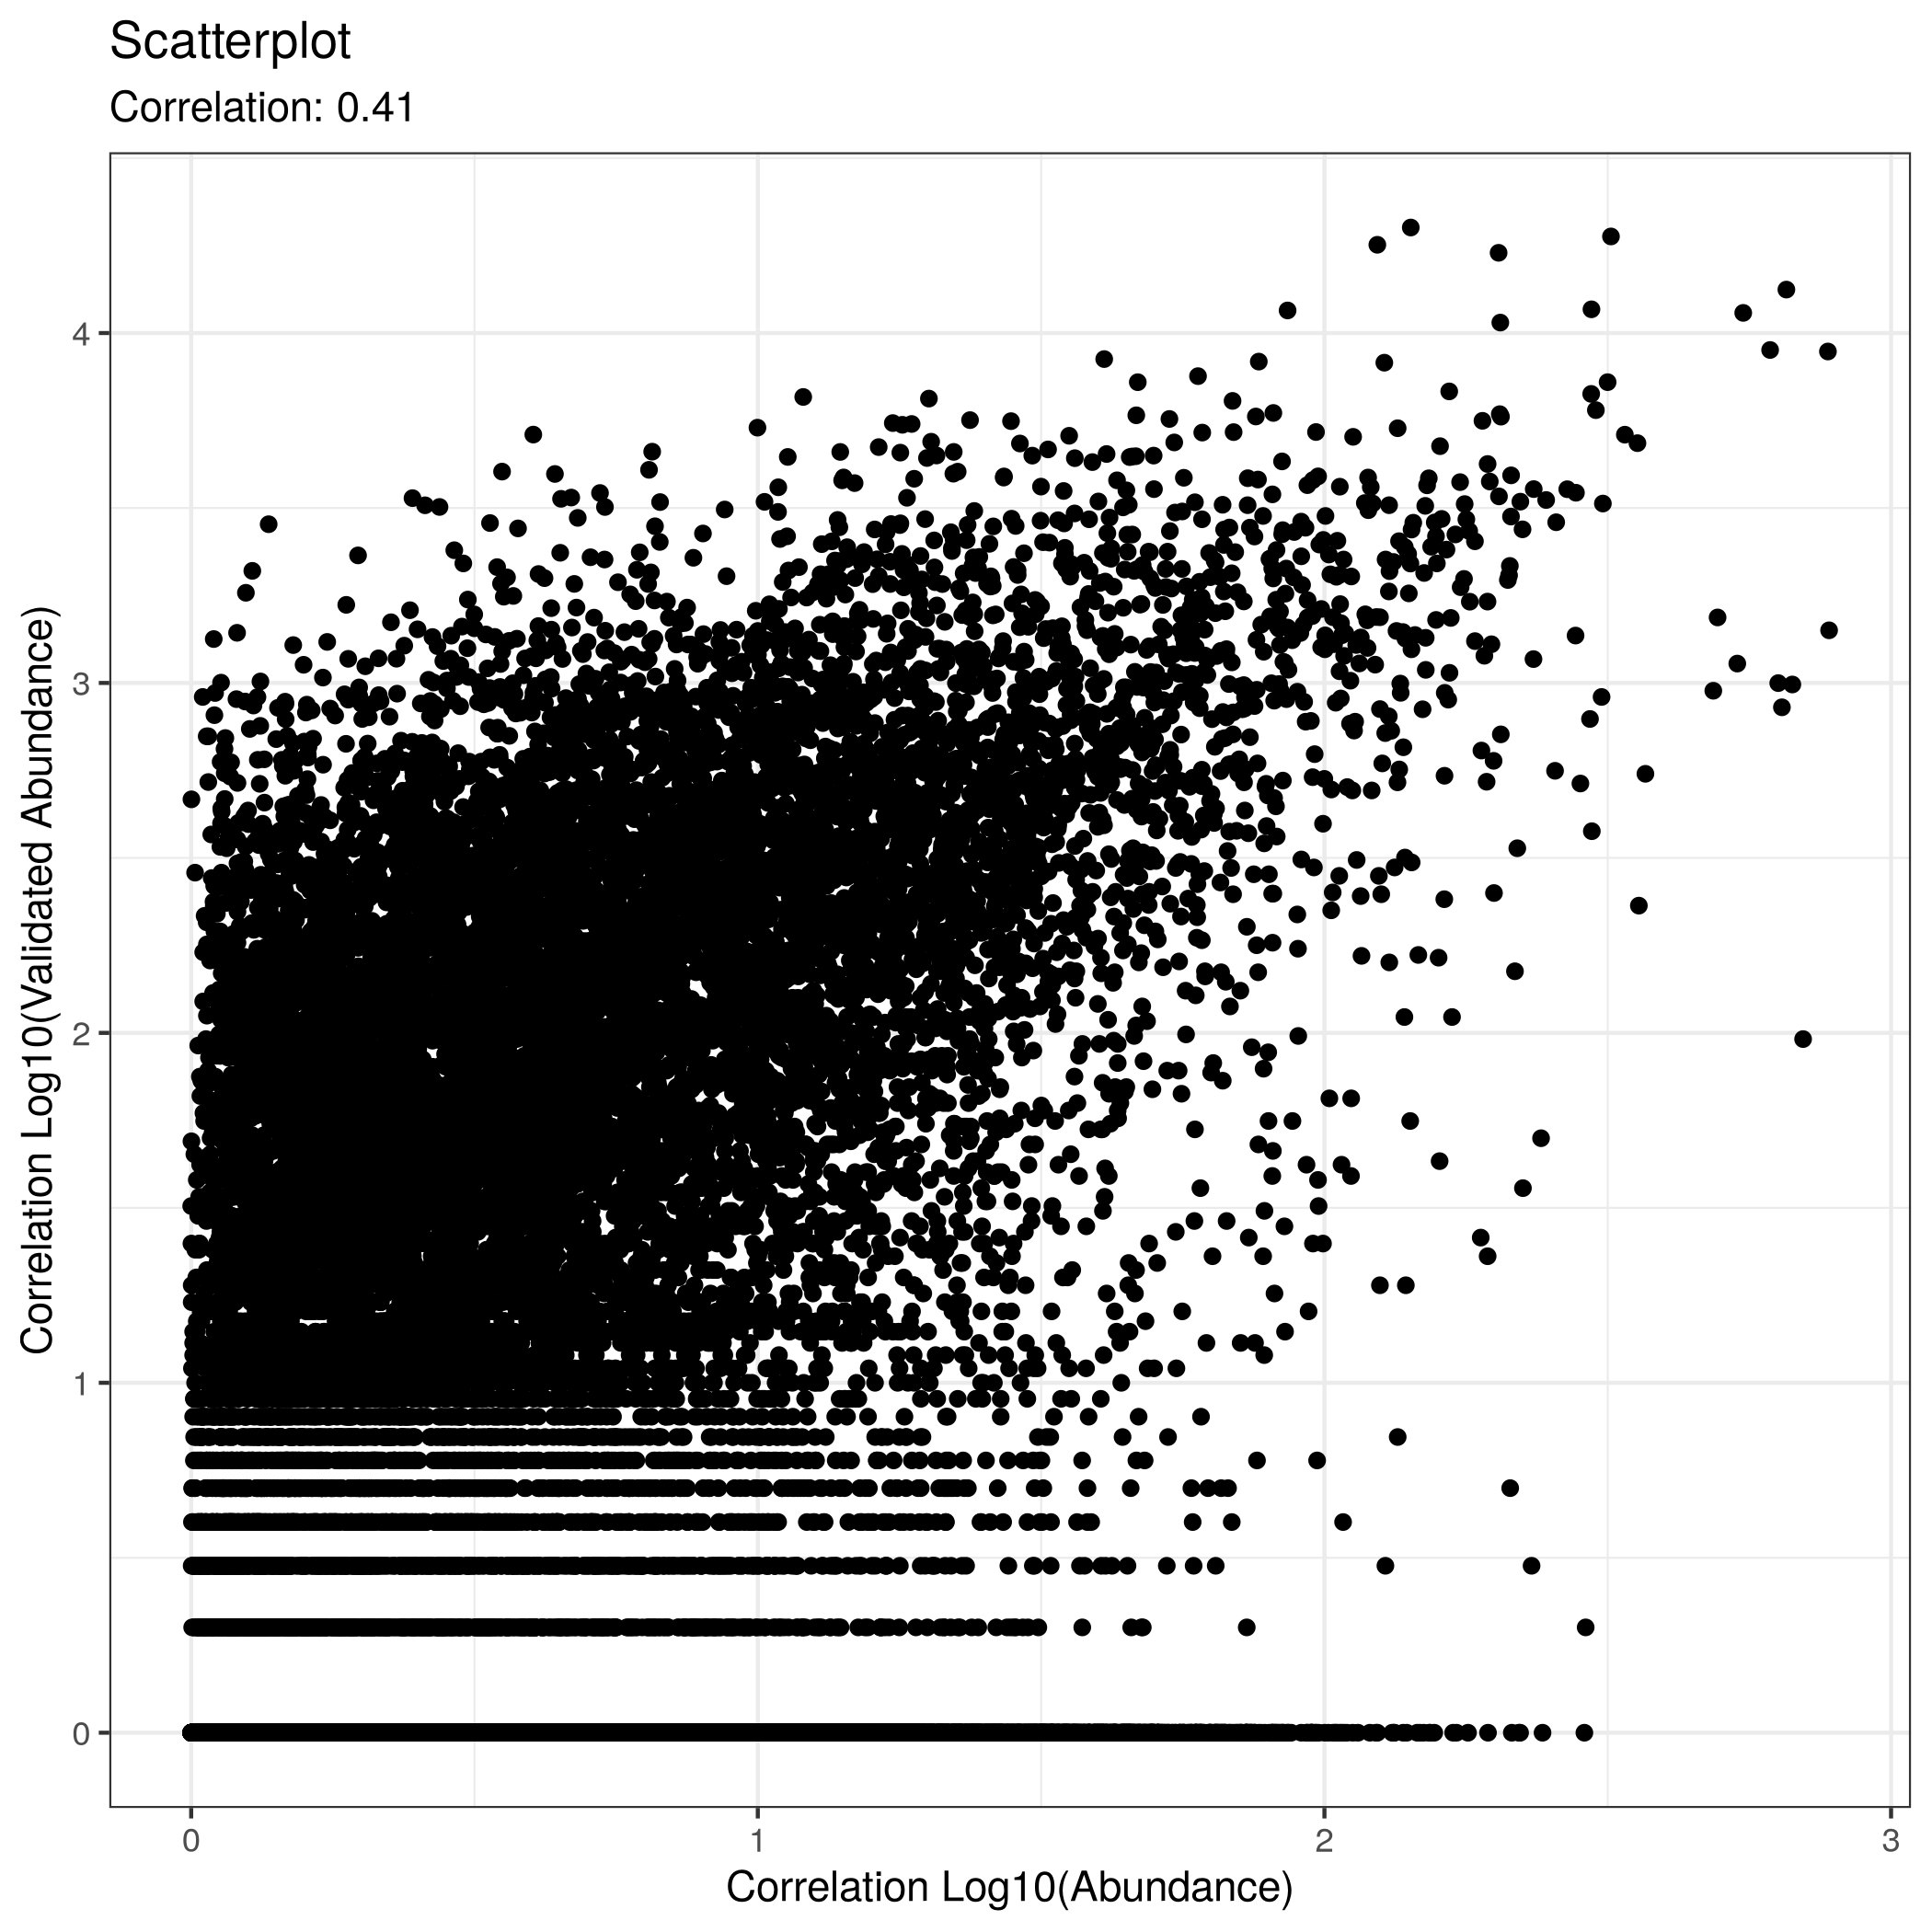 Scatterplot
Correlation: 0.41
Correlation Log10(Validated Abundance)
4
3
2
1
0
0
1
2
3
Correlation Log10(Abundance)